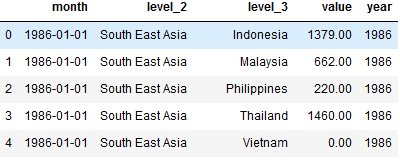 month level_2 level_3 value year
0 1986-01-01 South East Asia Indonesia 1379.00 1986
1 1986-01-01 South East Asia Malaysia 662.00 1986
2 1986-01-01 South East Asia Philippines 220.00 1986
3 1986-01-01 South East Asia Thailand 1460.00 1986
4 1986-01-01 South East Asia Vietnam 0.00 1986